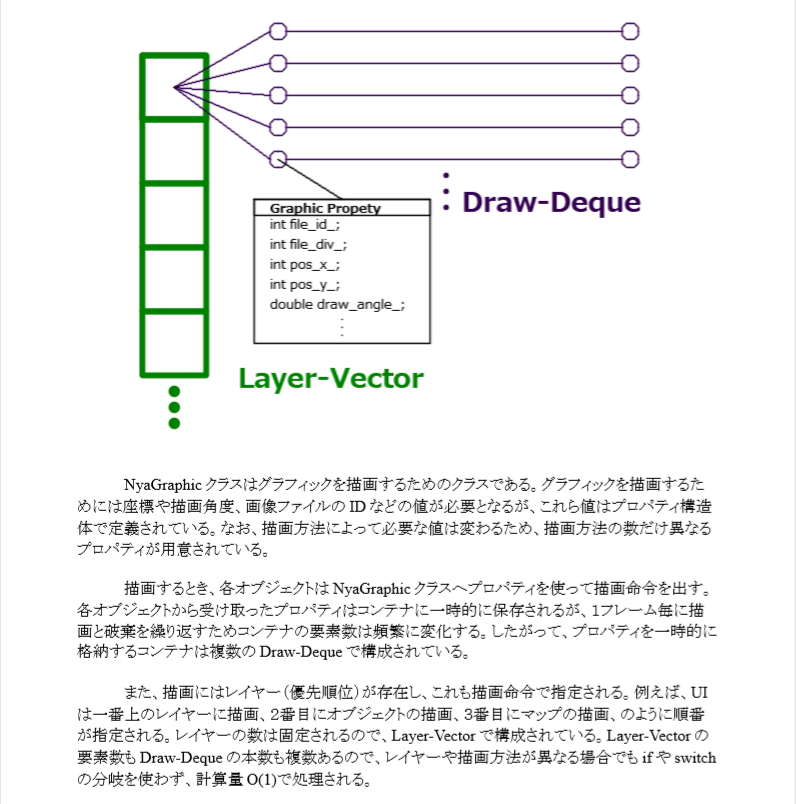 Draw-Deque
Graphic Propety
int file_id_;
int file_div_;
int pos_x_;
int pos_y_;
double draw_angle_;
Layer-Vector
NyaGraphic クラスはグラフィックを描画するためのクラスである。グラフィックを描画するた
めには座標や描画角度、画像ファイルの ID などの値が必要となるが、これら値はプロパティ構造
体で定義されている。なお、描画方法によって必要な値は変わるため、描画方法の数だけ異なる
プロパティが用意されている。
描画するとき、各オブジェクトは NyaGraphic クラスへプロパティを使って描画命令を出す。
各オブジェクトから受け取ったプロパティはコンテナに一時的に保存されるが、1フレーム毎に描
画と破棄を繰り返すためコンテナの要素数は頻繁に変化する。したがって、プロパティを一時的に
格納するコンテナは複数の Draw-Deque で構成されている。
また、描画にはレイヤー（優先順位）が存在し、これも描画命令で指定される。例えば、UI
は一番上のレイヤーに描画、2番目にオブジェクトの描画、3番目にマップの描画、のように順番
が指定される。レイヤーの数は固定されるので、Layer-Vector で構成されている。Layer-Vector の
要素数も Draw-Deque の本数も複数あるので、レイヤーや描画方法が異なる場合でも if や switch
の分岐を使わず、計算量 O(1)で処理される。